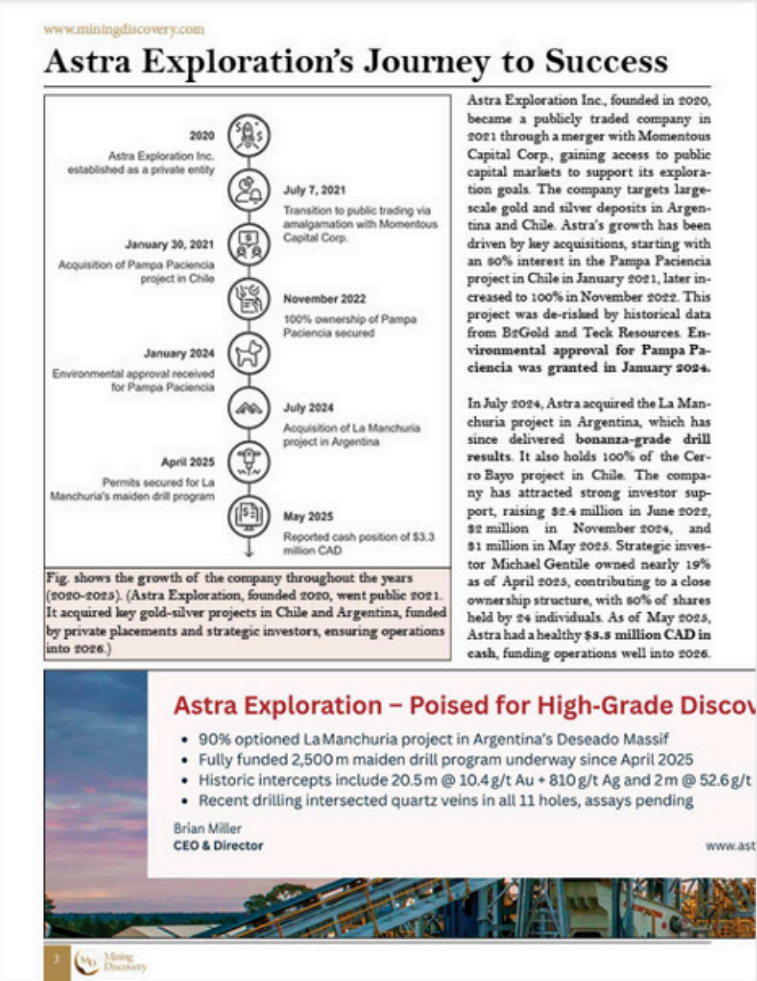 www.miningdiscovery.com
Astra Exploration's Journey to Success
2020
Astra Exploration Inc.
established as a private entity
July 7, 2021
Transition to public trading via
amalgamation with Momentous
Capital Corp.
January 30, 2021
Acquisition of Pampa Paciencia
project in Chile
November 2022
100% ownership of Pampa
Paciencia secured
January 2024
Environmental approval received
for Pampa Paciencia
July 2024
Acquisition of La Manchuria
project in Argentina
April 2025
Permits secured for La
Manchuria's maiden drill program
May 2025
Reported cash position of $3.3
million CAD
Fig. shows the growth of the company throughout the years
(2020-2025). (Astra Exploration, founded 2020, went public 2021.
It acquired key gold-silver projects in Chile and Argentina, funded
by private placements and strategic investors, ensuring operations
into 2026.)
Astra Exploration Inc., founded in 2020,
became a publicly traded company in
2021 through a merger with Momentous
Capital Corp., gaining access to public
capital markets to support its explora-
tion goals. The company targets large-
scale gold and silver deposits in Argen-
tina and Chile. Astra's growth has been
driven by key acquisitions, starting with
an 80% interest in the Pampa Paciencia
project in Chile in January 2021, later in-
creased to 100% in November 2022. This
project was de-risked by historical data
from B2Gold and Teck Resources. En-
vironmental approval for Pampa Pa-
ciencia was granted in January 2024.
In July 2024, Astra acquired the La Man-
churia project in Argentina, which has
since delivered bonanza-grade drill
results. It also holds 100% of the Cer-
ro Bayo project in Chile. The compa-
ny has attracted strong investor sup-
port, raising $2.4 million in June 2022,
$2 million in November 2024, and
$1 million in May 2025. Strategic inves-
tor Michael Gentile owned nearly 19%
as of April 2025, contributing to a close
ownership structure, with 80% of shares
held by 24 individuals. As of May 2025,
Astra had a healthy $3.3 million CAD in
cash, funding operations well into 2026.
Astra Exploration – Poised for High-Grade Discov
• 90% optioned La Manchuria project in Argentina's Deseado Massif
• Fully funded 2,500 m maiden drill program underway since April 2025
• Historic intercepts include 20.5 m @ 10.4 g/t Au + 810 g/t Ag and 2 m @ 52.6 g/t
• Recent drilling intersected quartz veins in all 11 holes, assays pending
Brian Miller
CEO & Director
www.ast
3
Mining
Discovery